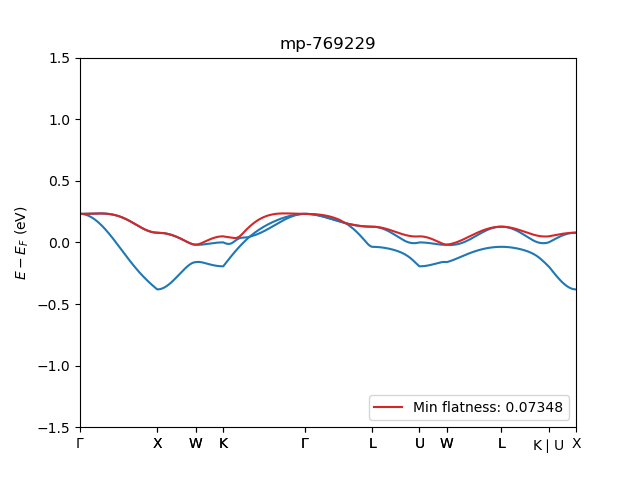 mp-769229
1.5
1.0
0.5
0.0
−0.5
−1.0
−1.5
E − E_F (eV)
Min flatness: 0.07348
Γ X W K Γ L U W L K | U X